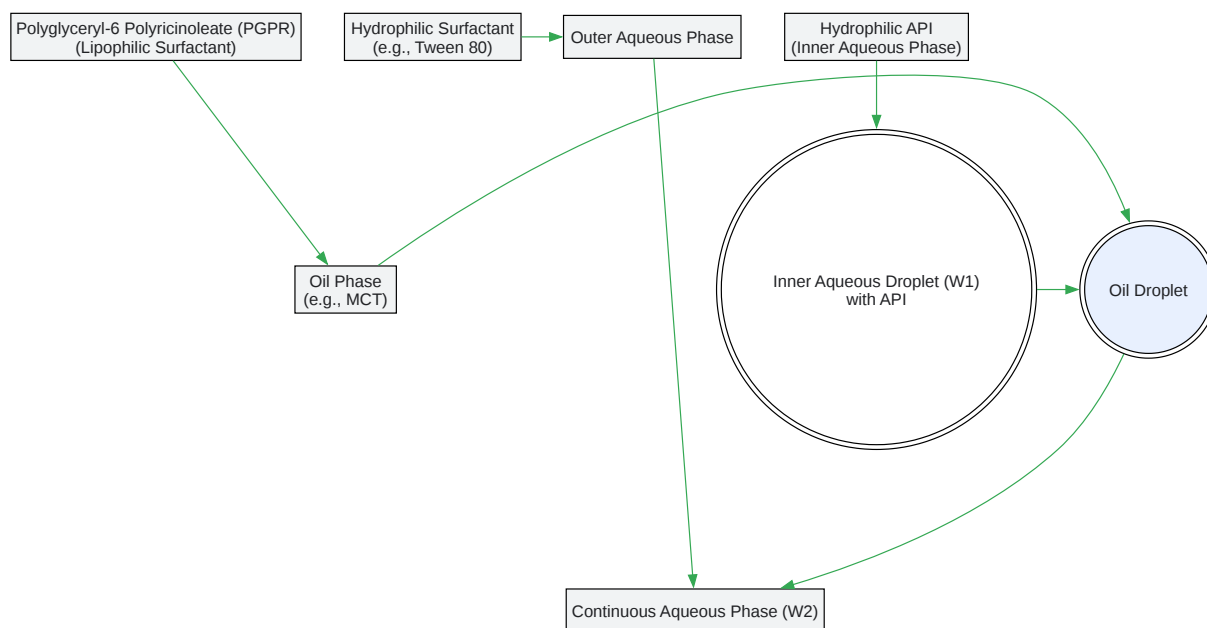 Polyglyceryl-6 Polyricinoleate (PGPR)
(Lipophilic Surfactant)
Hydrophilic Surfactant
(e.g., Tween 80)
Outer Aqueous Phase
Hydrophilic API
(Inner Aqueous Phase)
Oil Phase
(e.g., MCT)
Inner Aqueous Droplet (W1)
with API
Oil Droplet
Continuous Aqueous Phase (W2)